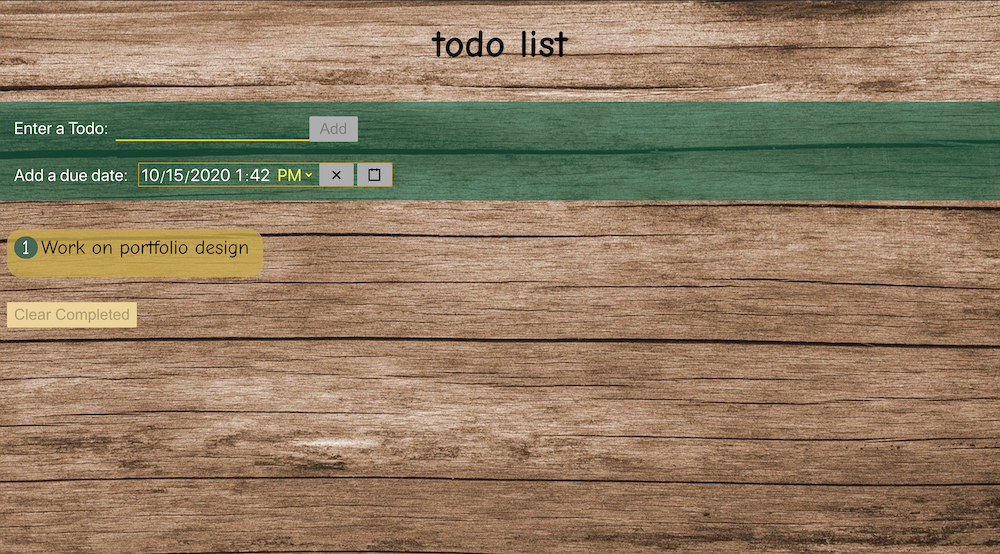 todo list
Enter a Todo: Add
Add a due date: 10/15/2020 1:42 PM
1 Work on portfolio design
Clear Completed